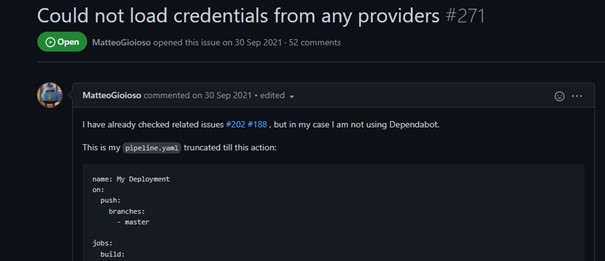 Could not load credentials from any providers #271
Open MatteoGioioso opened this issue on 30 Sep 2021 · 52 comments
MatteoGioioso commented on 30 Sep 2021 • edited
I have already checked related issues #202 #188 , but in my case I am not using Dependabot.
This is my pipeline.yaml truncated till this action:
name: My Deployment
on:
  push:
    branches:
      - master
jobs:
  build: